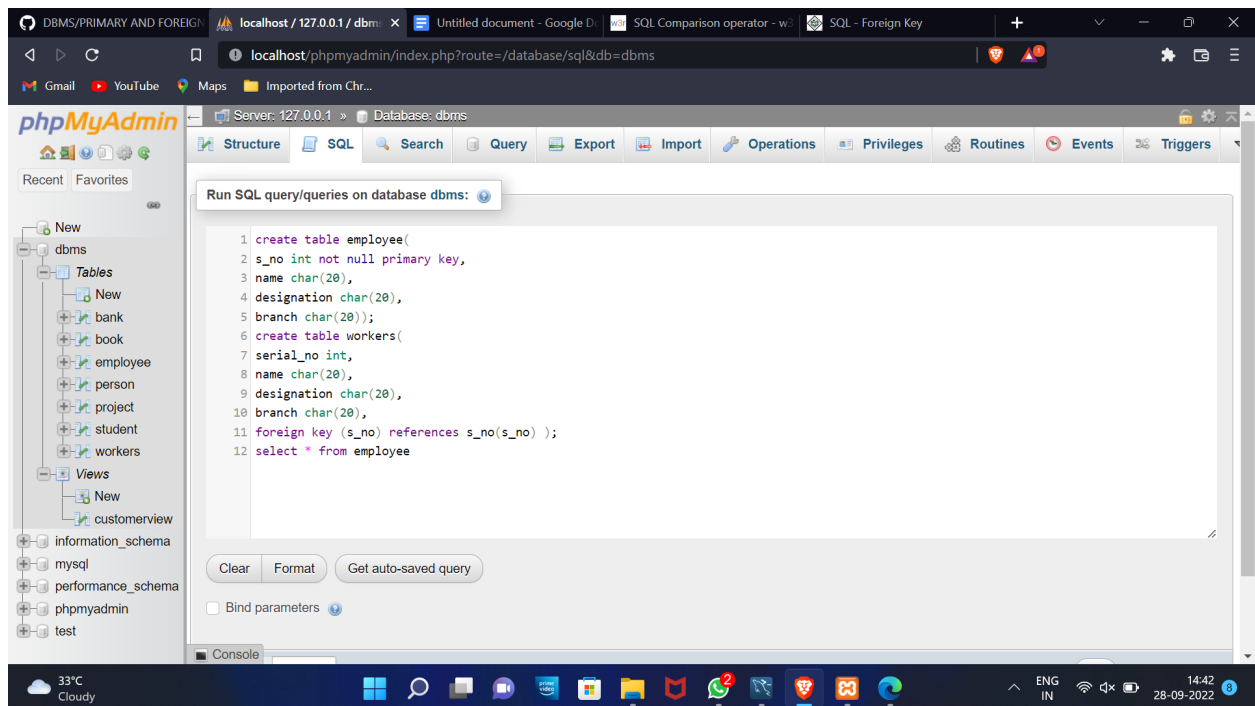 DBMS/PRIMARY AND FOREIGN
localhost / 127.0.0.1 / dbms
Untitled document - Google Do
w3r
SQL Comparison operator - w3
SQL - Foreign Key
localhost/phpmyadmin/index.php?route=/database/sql&db=dbms
1
Gmail
YouTube
Maps
Imported from Chr...
phpMyAdmin
Server: 127.0.0.1 » Database: dbms
Structure
SQL
Search
Query
Export
Import
Operations
Privileges
Routines
Events
Triggers
Recent
Favorites
New
dbms
Tables
New
bank
book
employee
person
project
student
workers
Views
New
customerview
information_schema
mysql
performance_schema
phpmyadmin
test
Run SQL query/queries on database dbms:
1 create table employee(
2 s_no int not null primary key,
3 name char(20),
4 designation char(20),
5 branch char(20));
6 create table workers(
7 serial_no int,
8 name char(20),
9 designation char(20),
10 branch char(20),
11 foreign key (s_no) references s_no(s_no) );
12 select * from employee
Clear
Format
Get auto-saved query
Bind parameters
Console
33°C
Cloudy
prime video
2
ENG
IN
14:42
28-09-2022
8